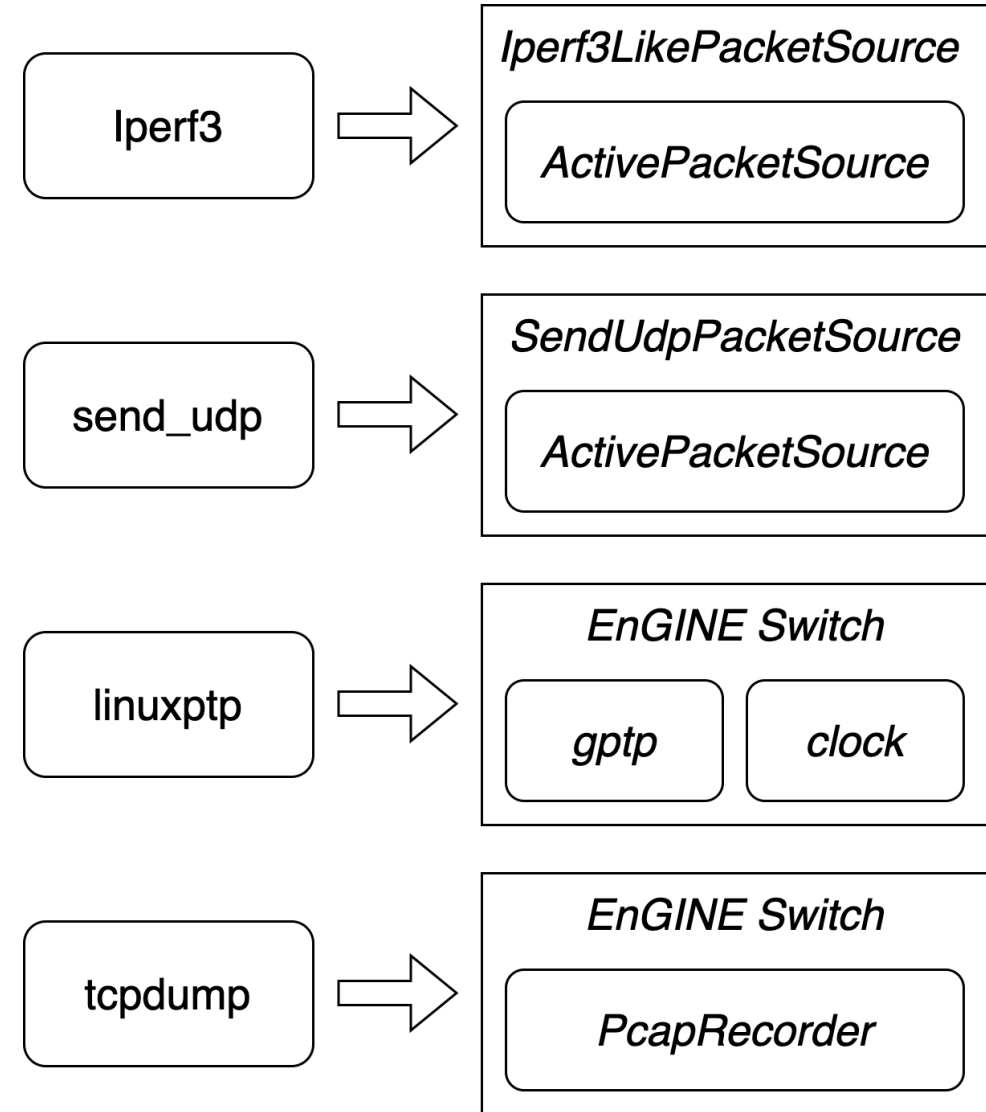 Iperf3
Iperf3LikePacketSource
ActivePacketSource
send_udp
SendUdpPacketSource
ActivePacketSource
linuxptp
EnGINE Switch
gptp
clock
tcpdump
EnGINE Switch
PcapRecorder